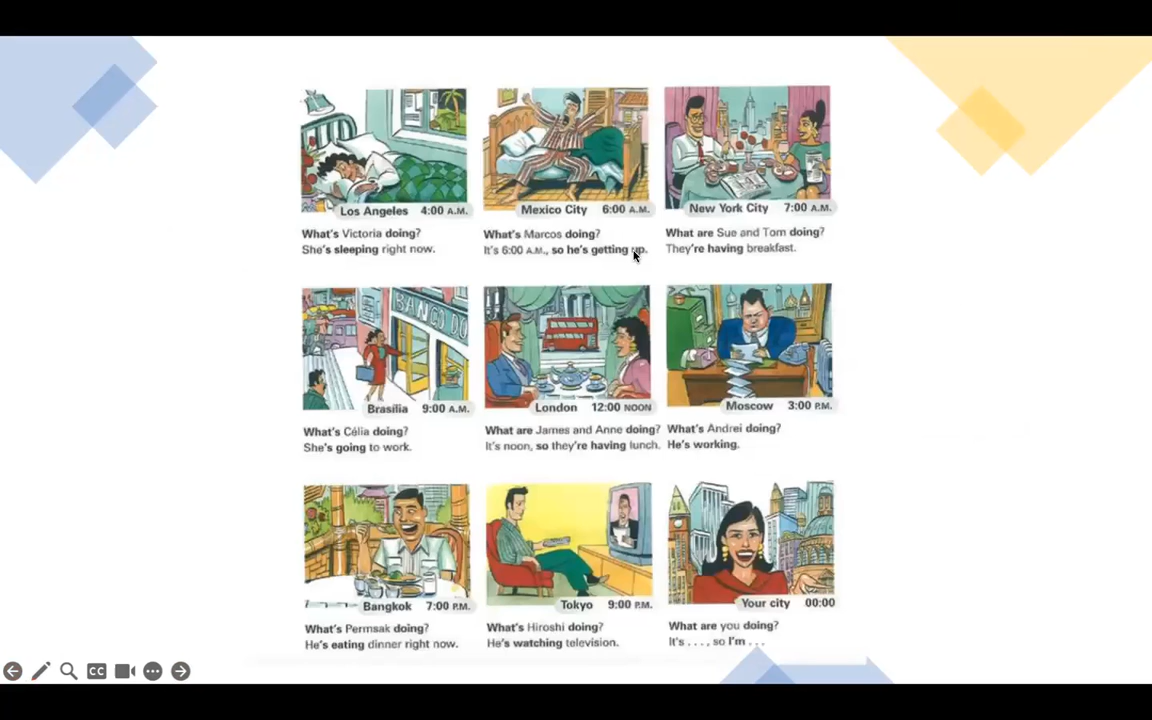 Los Angeles 4:00 A.M.
What's Victoria doing?
She's sleeping right now.
Mexico City 6:00 A.M.
What's Marcos doing?
It's 6:00 A.M., so he's getting up.
New York City 7:00 A.M.
What are Sue and Tom doing?
They're having breakfast.
BANCO DO
Brasília 9:00 A.M.
What's Célia doing?
She's going to work.
London 12:00 NOON
What are James and Anne doing?
It's noon, so they're having lunch.
Moscow 3:00 P.M.
What's Andrei doing?
He's working.
Bangkok 7:00 P.M.
What's Permsak doing?
He's eating dinner right now.
Tokyo 9:00 P.M.
What's Hiroshi doing?
He's watching television.
Your city 00:00
What are you doing?
It's . . . , so I'm . . .
CC